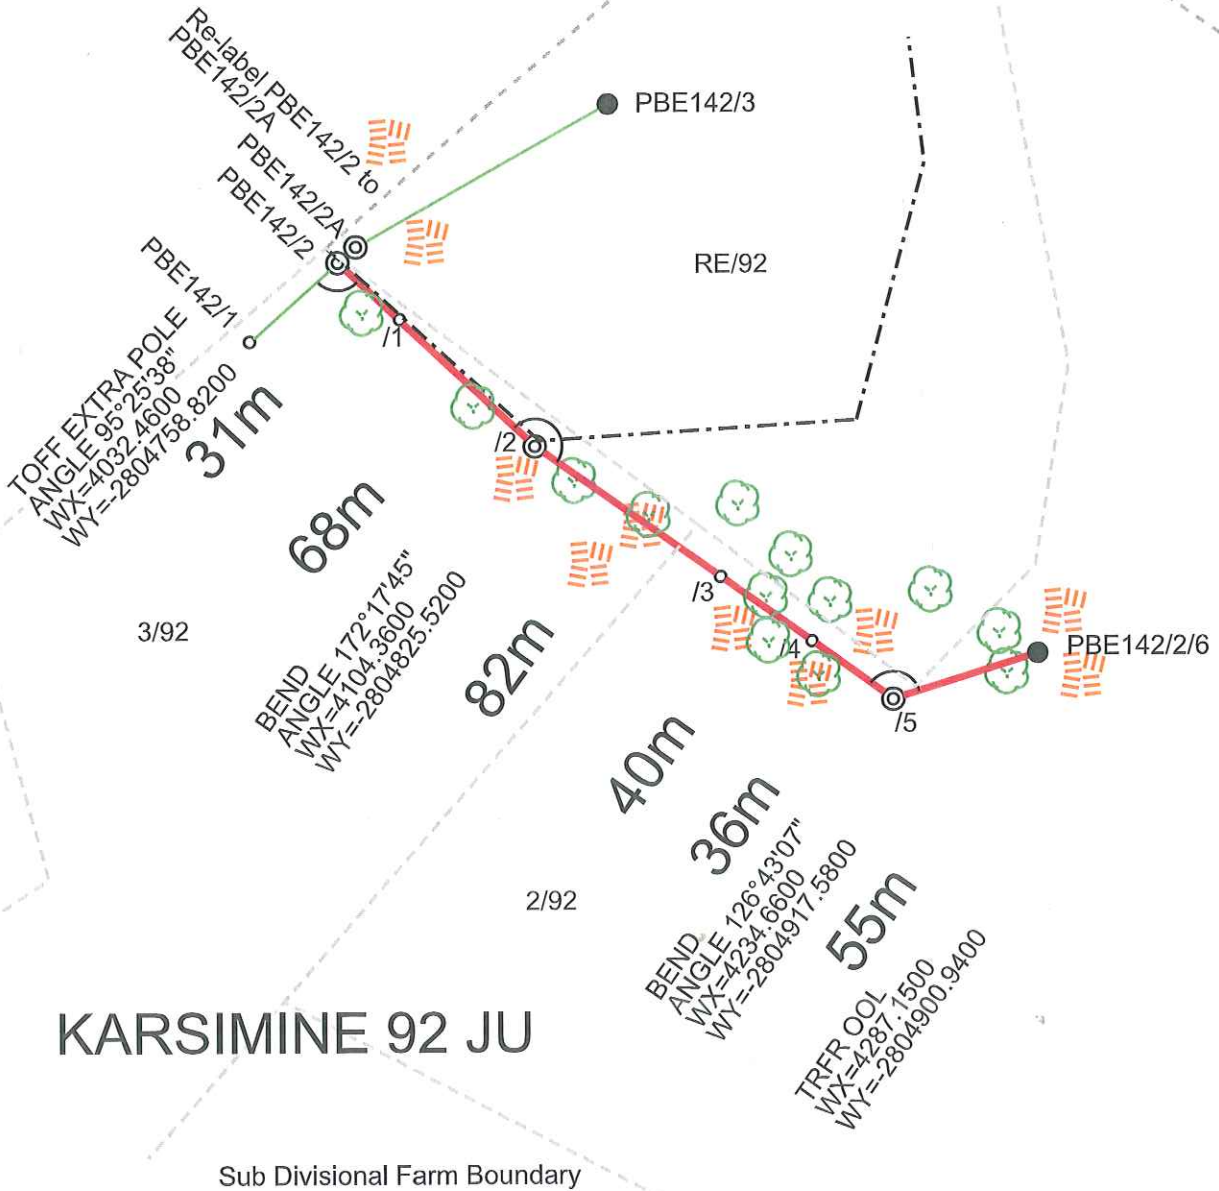 Re-label PBE142/2 to
PBE142/2A
PBE142/3
PBE142/2A
PBE142/2
PBE142/1
RE/92
/1
TOFF EXTRA POLE
ANGLE 95°25'38"
WX=4032.4600
WY=-2804758.8200
31m
/2
68m
/3
3/92
BEND
ANGLE 172°17'45"
WX=4104.3600
WY=-2804825.5200
82m
/4
PBE142/2/6
/5
40m
36m
2/92
BEND
ANGLE 126°43'07"
WX=4234.6600
WY=-2804917.5800
55m
TRFR OOL
WX=4287.1500
WY=-2804900.9400
KARSIMINE 92 JU
Sub Divisional Farm Boundary